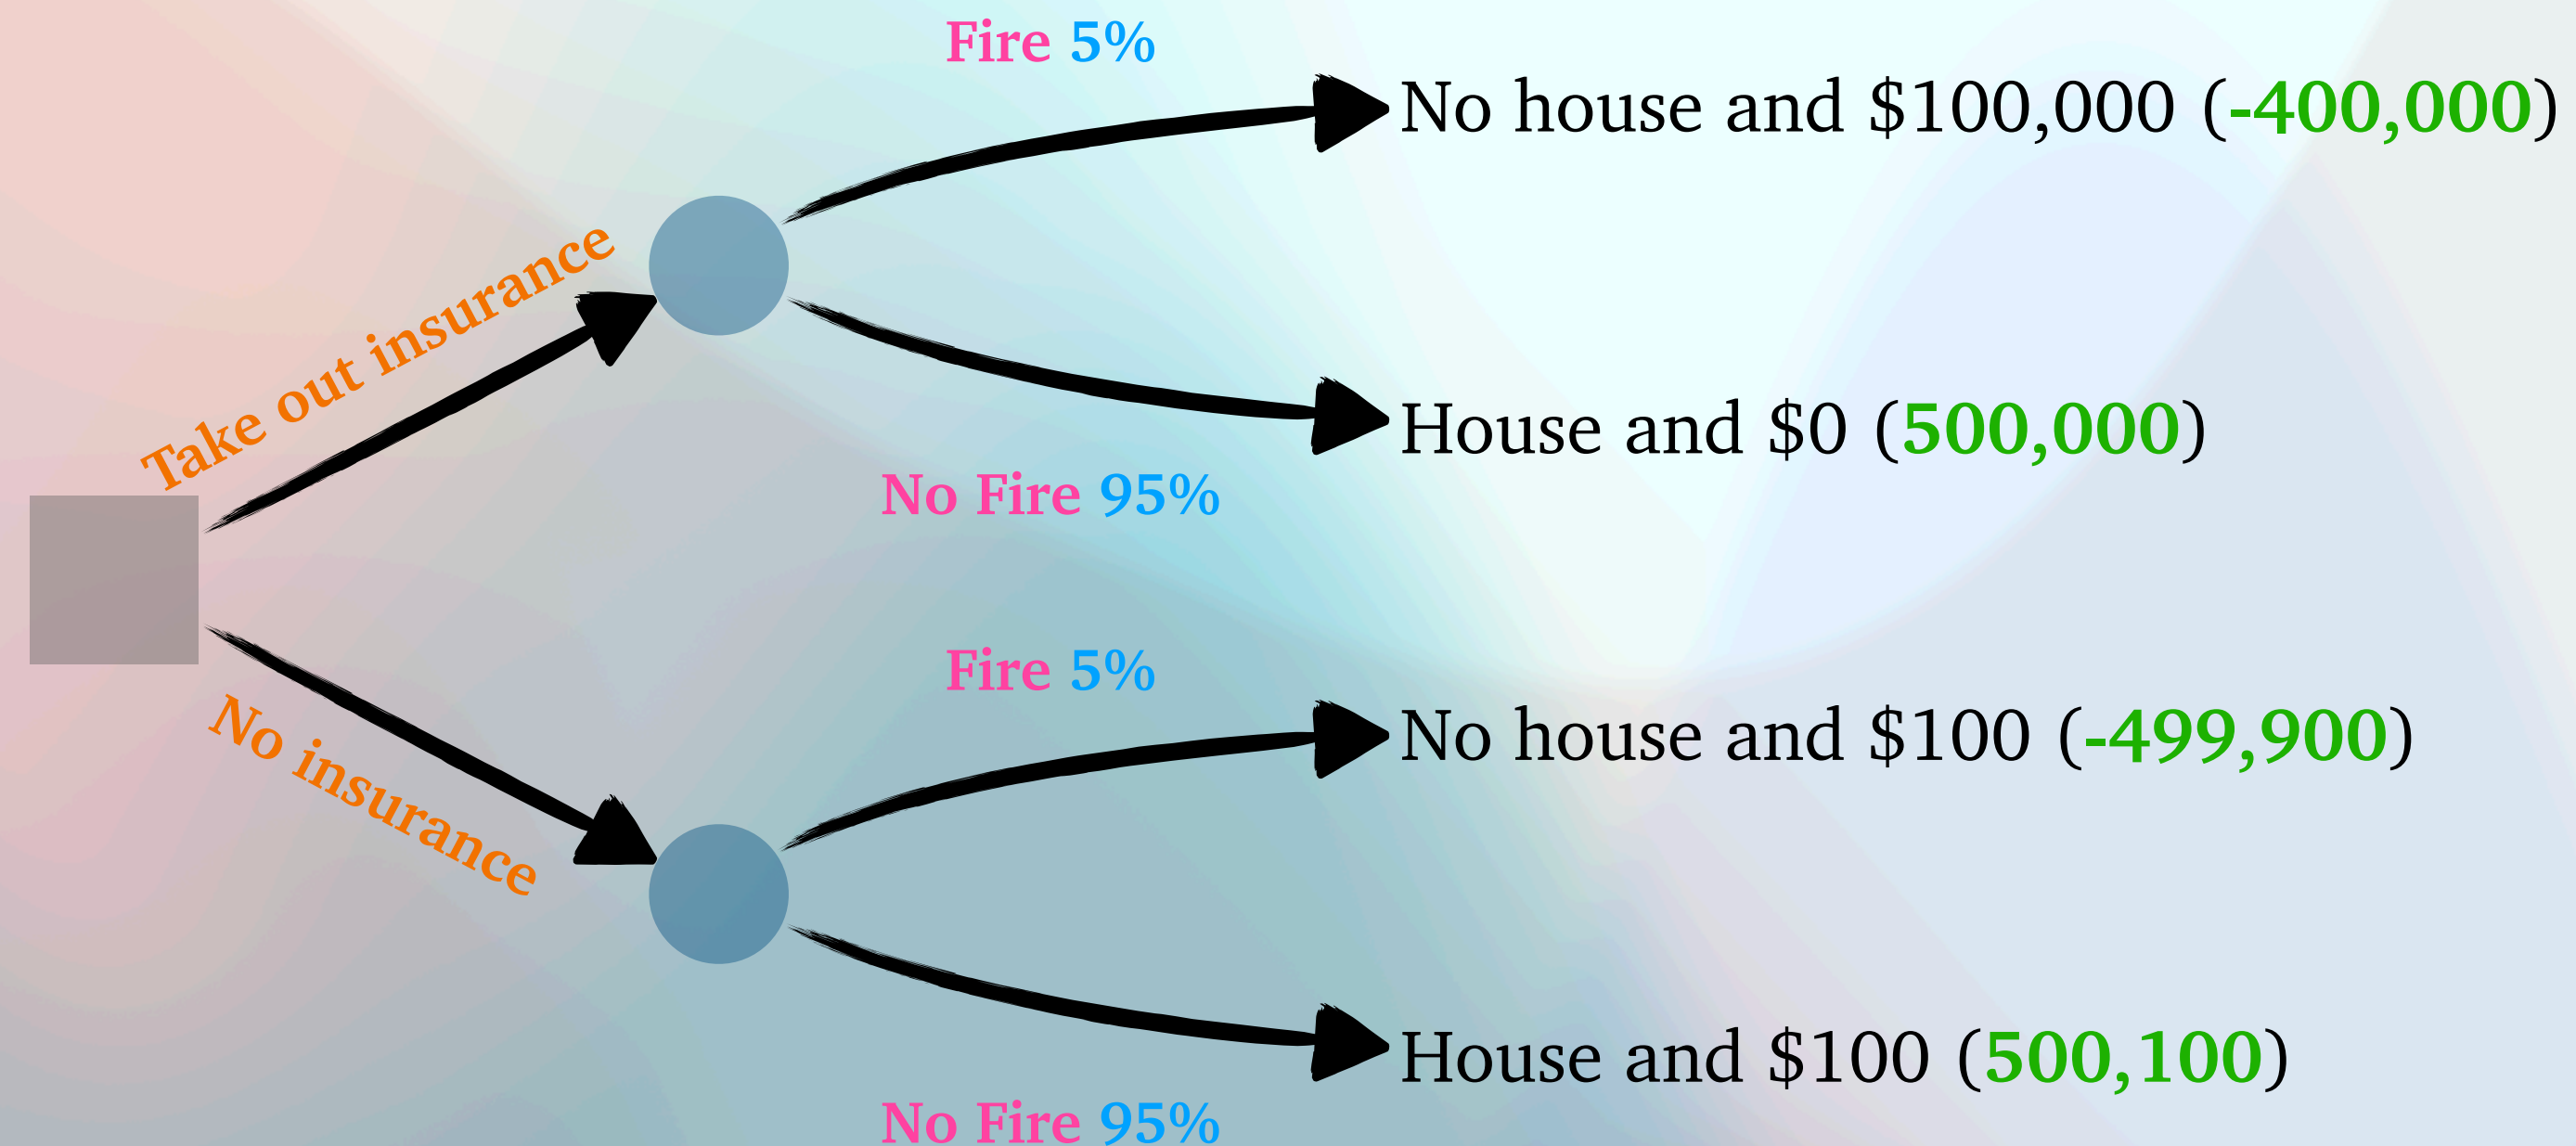 Fire 5%
No house and $100,000 (-400,000)
Take out insurance
House and $0 (500,000)
No Fire 95%
Fire 5%
No insurance
No house and $100 (-499,900)
House and $100 (500,100)
No Fire 95%